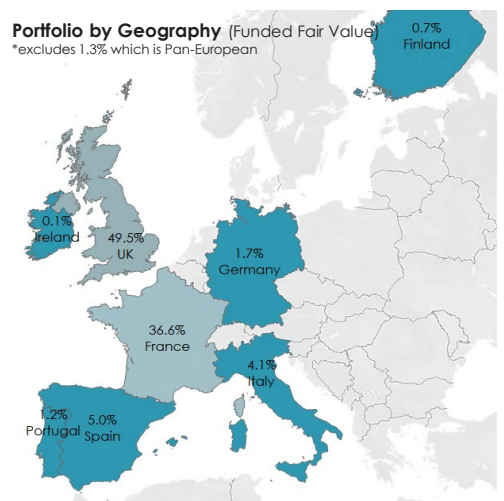 Portfolio by Geography (Funded Fair Value)
*excludes 1.3% which is Pan-European
0.7%
Finland
0.1%
Ireland
49.5%
UK
1.7%
Germany
36.6%
France
4.1%
Italy
1.2%
Portugal
5.0%
Spain